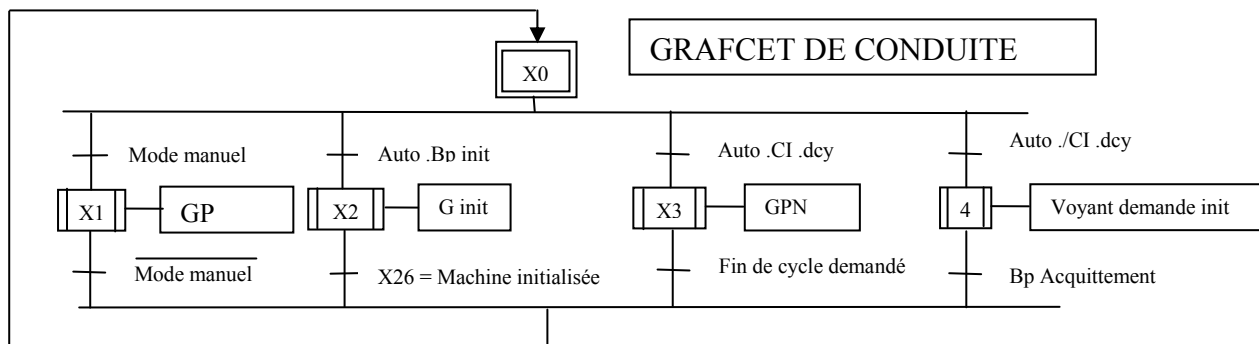 GRAFCET DE CONDUITE
X0
Mode manuel
Auto .Bp init
Auto .CI .dcy
Auto ./CI .dcy
X1
GP
X2
G init
X3
GPN
4
Voyant demande init
Mode manuel
X26 = Machine initialisée
Fin de cycle demandé
Bp Acquittement